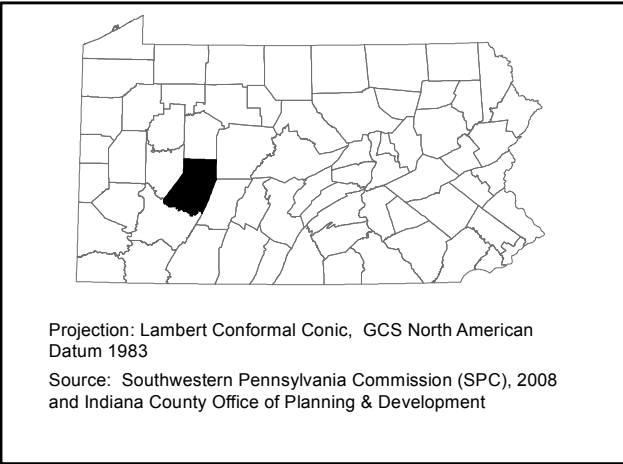 Projection: Lambert Conformal Conic,  GCS North American
Datum 1983
Source:  Southwestern Pennsylvania Commission (SPC), 2008
and Indiana County Office of Planning & Development